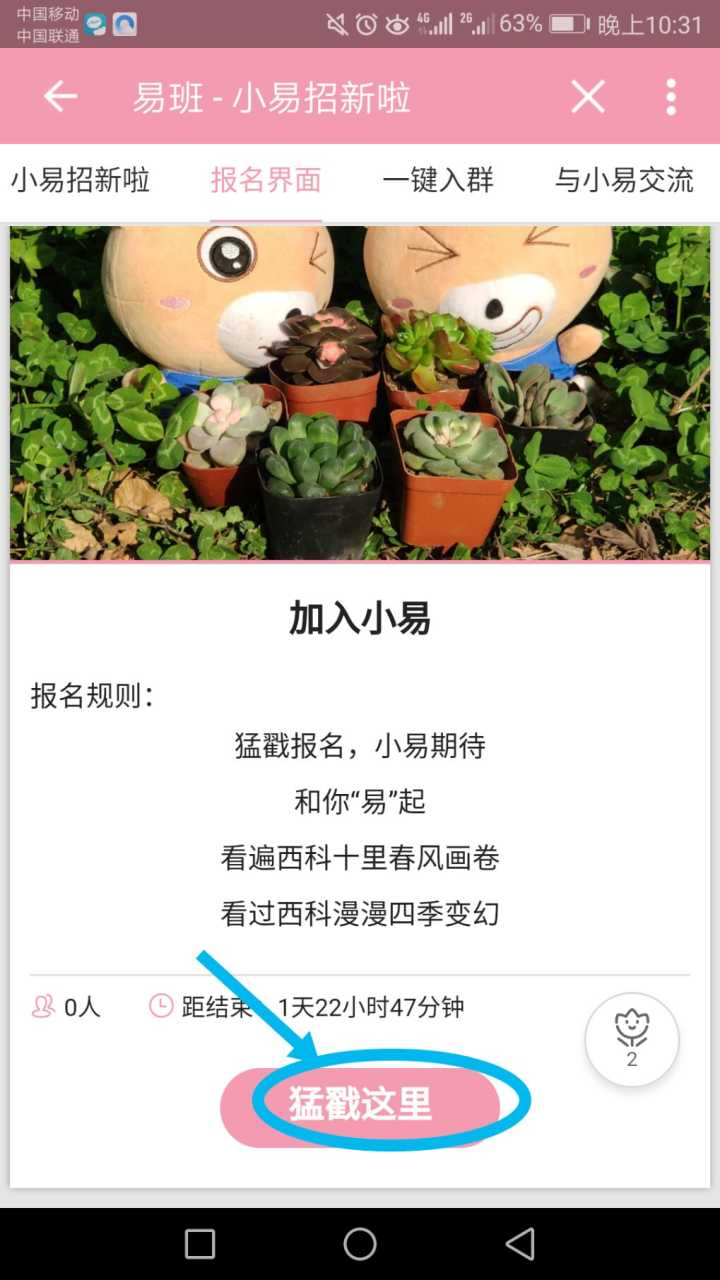 中国移动
中国联通
4G
2G
63%
晚上10:31
易班 - 小易招新啦
小易招新啦
报名界面
一键入群
与小易交流
加入小易
报名规则：
猛戳报名，小易期待
和你“易”起
看遍西科十里春风画卷
看过西科漫漫四季变幻
0人
距结束 1天22小时47分钟
2
猛戳这里